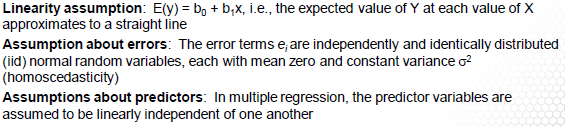 Linearity assumption: E(y) = b₀ + b₁x, i.e., the expected value of Y at each value of X
approximates to a straight line
Assumption about errors: The error terms eᵢ are independently and identically distributed
(iid) normal random variables, each with mean zero and constant variance σ²
(homoscedasticity)
Assumptions about predictors: In multiple regression, the predictor variables are
assumed to be linearly independent of one another